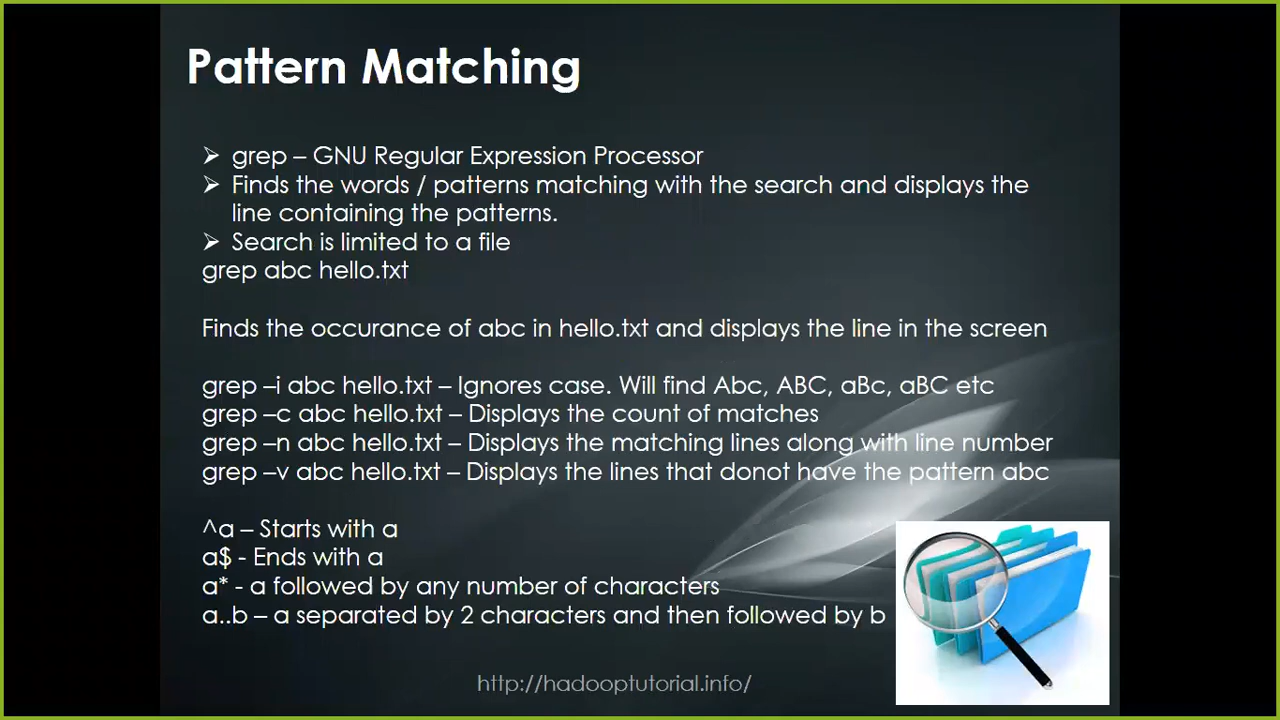 Pattern Matching
➢ grep – GNU Regular Expression Processor
➢ Finds the words / patterns matching with the search and displays the
line containing the patterns.
➢ Search is limited to a file
grep abc hello.txt
Finds the occurance of abc in hello.txt and displays the line in the screen
grep –i abc hello.txt – Ignores case. Will find Abc, ABC, aBc, aBC etc
grep –c abc hello.txt – Displays the count of matches
grep –n abc hello.txt – Displays the matching lines along with line number
grep –v abc hello.txt – Displays the lines that donot have the pattern abc
^a – Starts with a
a$ - Ends with a
a* - a followed by any number of characters
a..b – a separated by 2 characters and then followed by b
http://hadooptutorial.info/